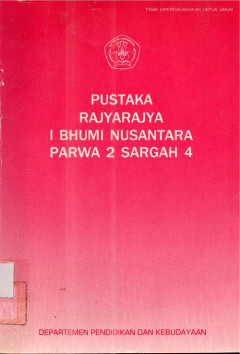 TIDAK DIPERDAGANGKAN UNTUK UMUM
PUSTAKA
RAJYARAJYA
I BHUMI NUSANTARA
PARWA 2 SARGAH 4
DEPARTEMEN PENDIDIKAN DAN KEBUDAYAAN